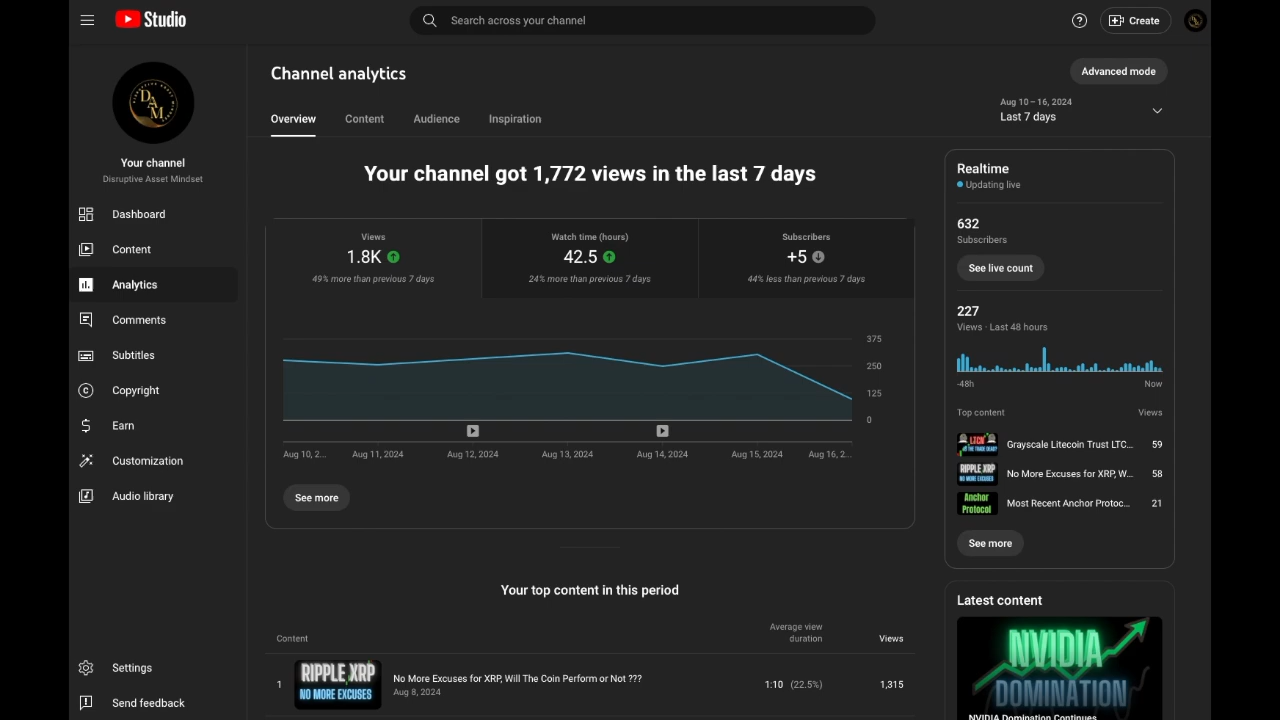 Studio
Search across your channel
Create
DAM
Your channel
Disruptive Asset Mindset
Dashboard
Content
Analytics
Comments
Subtitles
Copyright
Earn
Customization
Audio library
Settings
Send feedback
Channel analytics
Advanced mode
Overview
Content
Audience
Inspiration
Aug 10 – 16, 2024
Last 7 days
Your channel got 1,772 views in the last 7 days
Views
1.8K
49% more than previous 7 days
Watch time (hours)
42.5
24% more than previous 7 days
Subscribers
+5
44% less than previous 7 days
375
250
125
0
Aug 10, 2...
Aug 11, 2024
Aug 12, 2024
Aug 13, 2024
Aug 14, 2024
Aug 15, 2024
Aug 16, 2...
See more
Your top content in this period
Content
Average view
duration
Views
1
RIPPLE XRP
NO MORE EXCUSES
No More Excuses for XRP, Will The Coin Perform or Not ???
Aug 8, 2024
1:10 (22.5%)
1,315
Realtime
Updating live
632
Subscribers
See live count
227
Views · Last 48 hours
-48h
Now
Top content
Views
LTCN
Grayscale Litecoin Trust LTC...
59
RIPPLE XRP
NO MORE EXCUSES
No More Excuses for XRP, W...
58
Anchor
Protocol
Most Recent Anchor Protoc...
21
See more
Latest content
NVIDIA
DOMINATION
NVIDIA Domination Continues